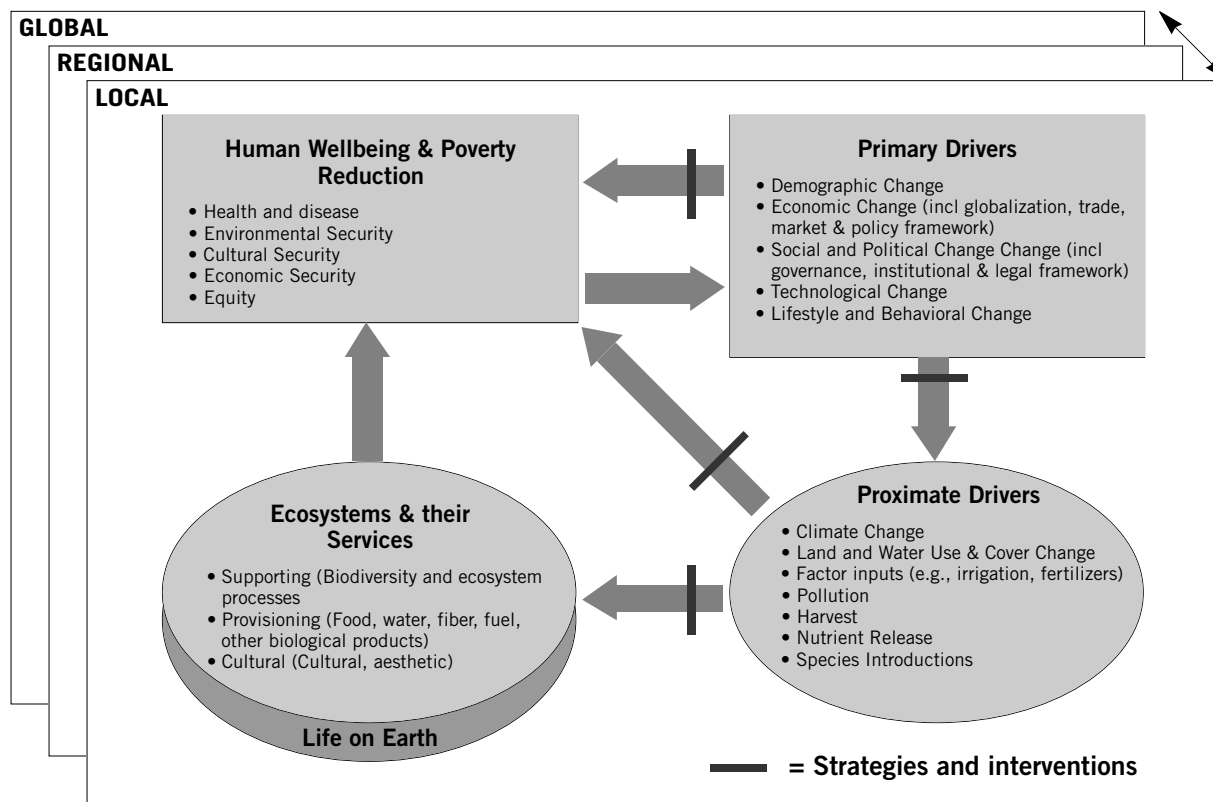 GLOBAL
REGIONAL
LOCAL
Human Wellbeing & Poverty
Reduction
• Health and disease
• Environmental Security
• Cultural Security
• Economic Security
• Equity
Primary Drivers
• Demographic Change
• Economic Change (incl globalization, trade,
market & policy framework)
• Social and Political Change Change (incl
governance, institutional & legal framework)
• Technological Change
• Lifestyle and Behavioral Change
Ecosystems & their
Services
• Supporting (Biodiversity and ecosystem
processes
• Provisioning (Food, water, fiber, fuel,
other biological products)
• Cultural (Cultural, aesthetic)
Life on Earth
Proximate Drivers
• Climate Change
• Land and Water Use & Cover Change
• Factor inputs (e.g., irrigation, fertilizers)
• Pollution
• Harvest
• Nutrient Release
• Species Introductions
= Strategies and interventions